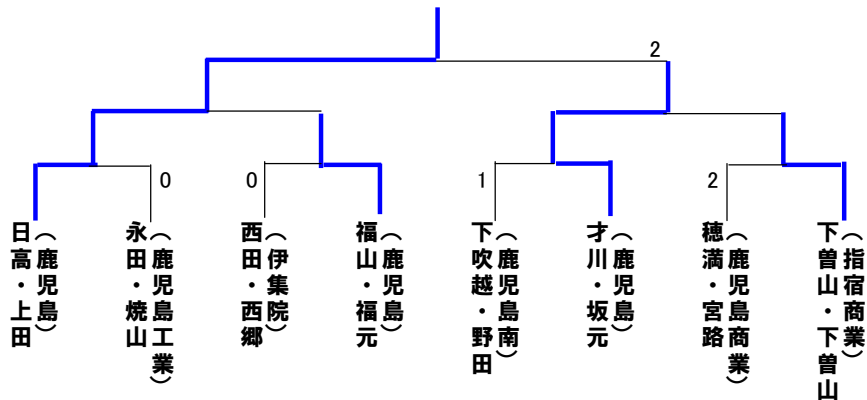 2
0
0
1
2
日高・上田
（鹿児島）
永田・焼山
（鹿児島工業）
西田・西郷
（伊集院）
福山・福元
（鹿児島）
下吹越・野田
（鹿児島南）
才川・坂元
（鹿児島）
穂満・宮路
（鹿児島商業）
下曽山・下曽山
（指宿商業）